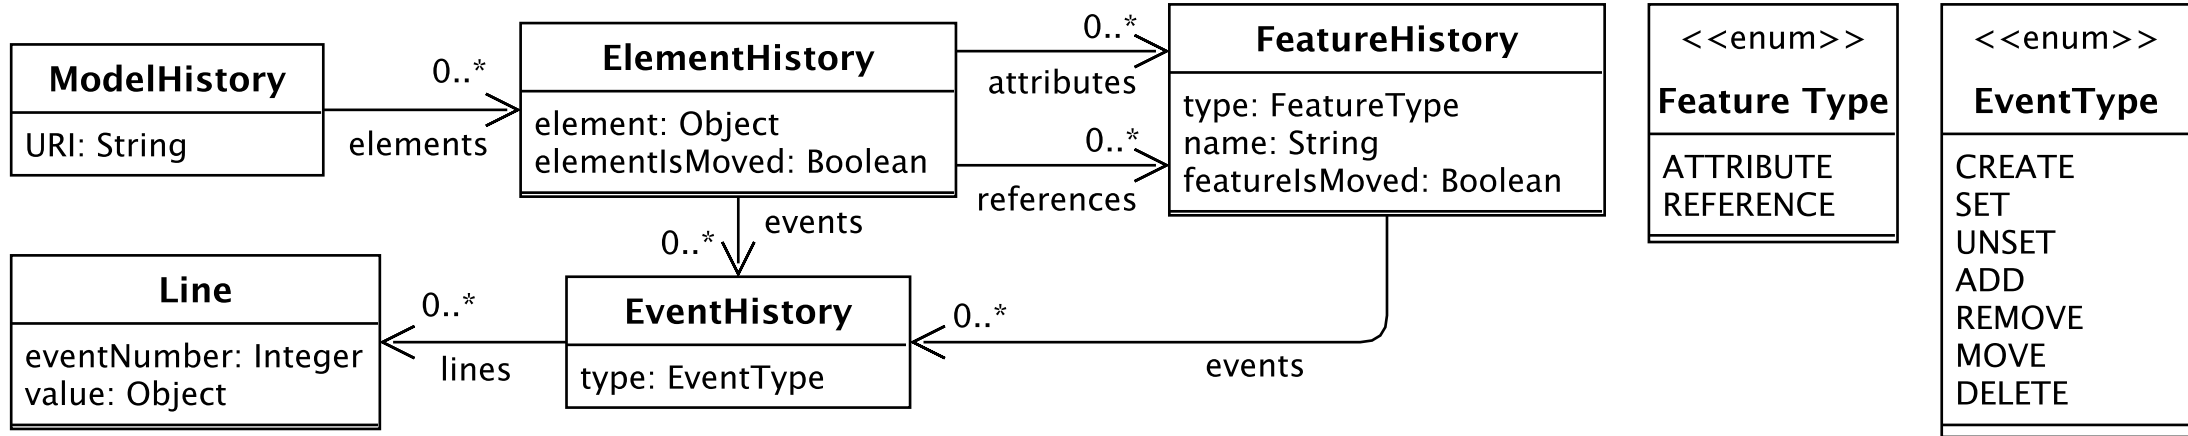 ModelHistory
URI: String
0..*
elements
ElementHistory
element: Object
elementIsMoved: Boolean
0..*
attributes
0..*
references
FeatureHistory
type: FeatureType
name: String
featureIsMoved: Boolean
<<enum>>
Feature Type
ATTRIBUTE
REFERENCE
<<enum>>
EventType
CREATE
SET
UNSET
ADD
REMOVE
MOVE
DELETE
events
0..*
Line
eventNumber: Integer
value: Object
0..*
lines
EventHistory
type: EventType
0..*
events